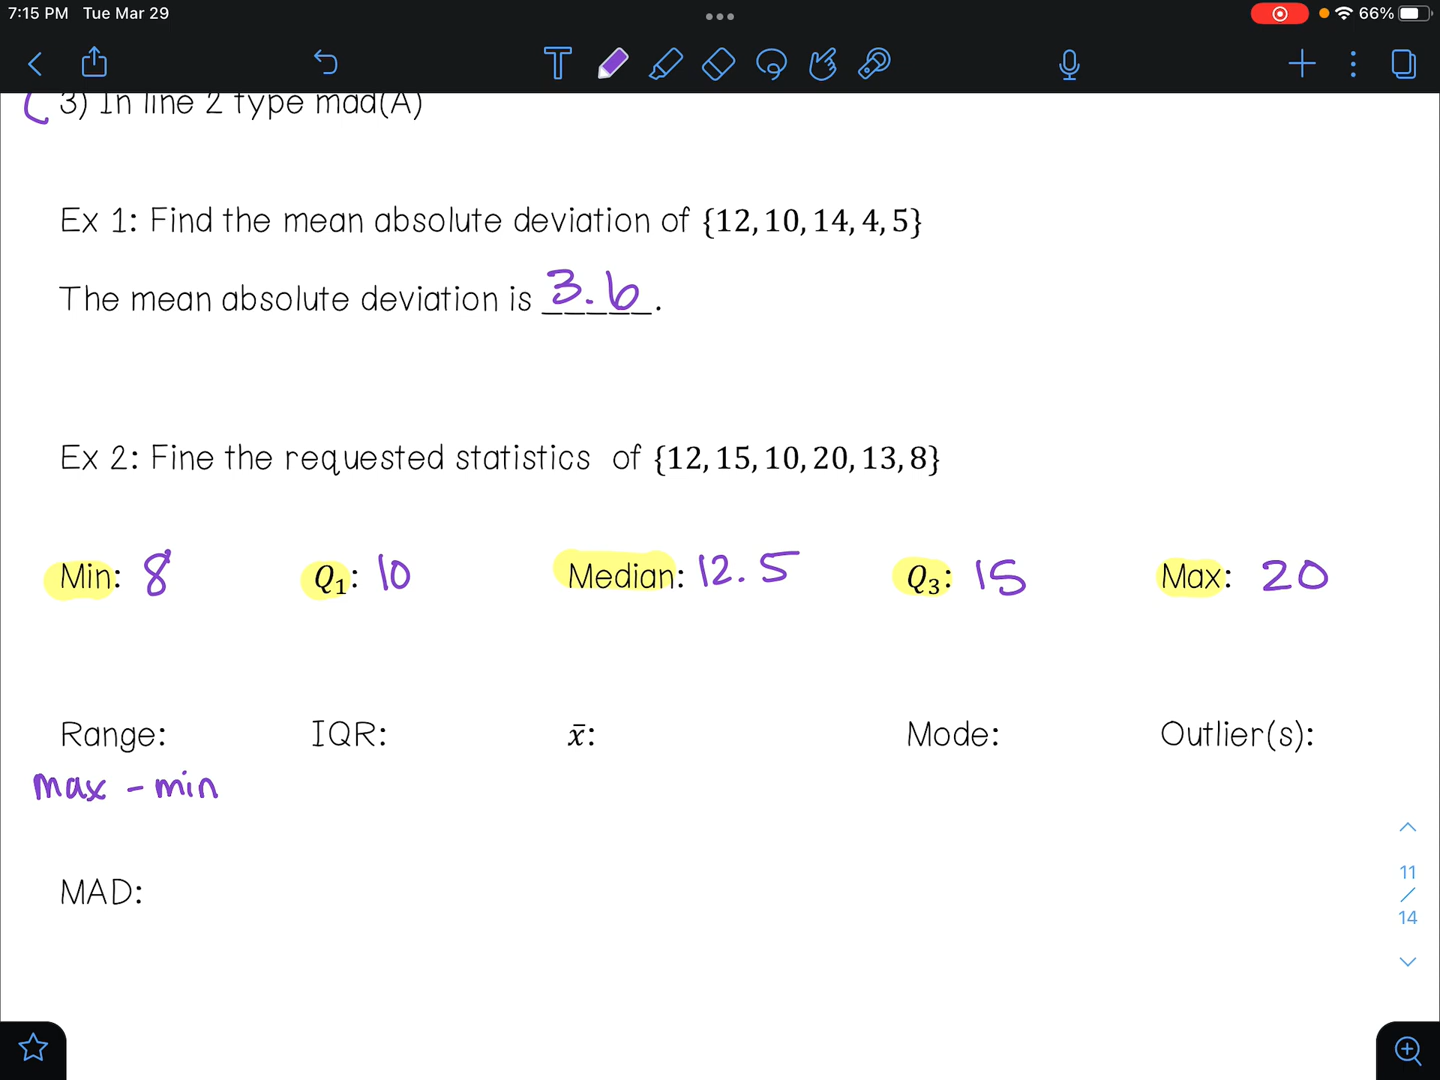 7:15 PM Tue Mar 29
66%
T
3) In line 2 type mad(A)
Ex 1: Find the mean absolute deviation of {12, 10, 14, 4, 5}
The mean absolute deviation is 3.6.
Ex 2: Fine the requested statistics of {12, 15, 10, 20, 13, 8}
Min: 8 Q₁: 10 Median: 12.5 Q₃: 15 Max: 20
Range: IQR: x̄: Mode: Outlier(s):
max - min
MAD:
11
/
14